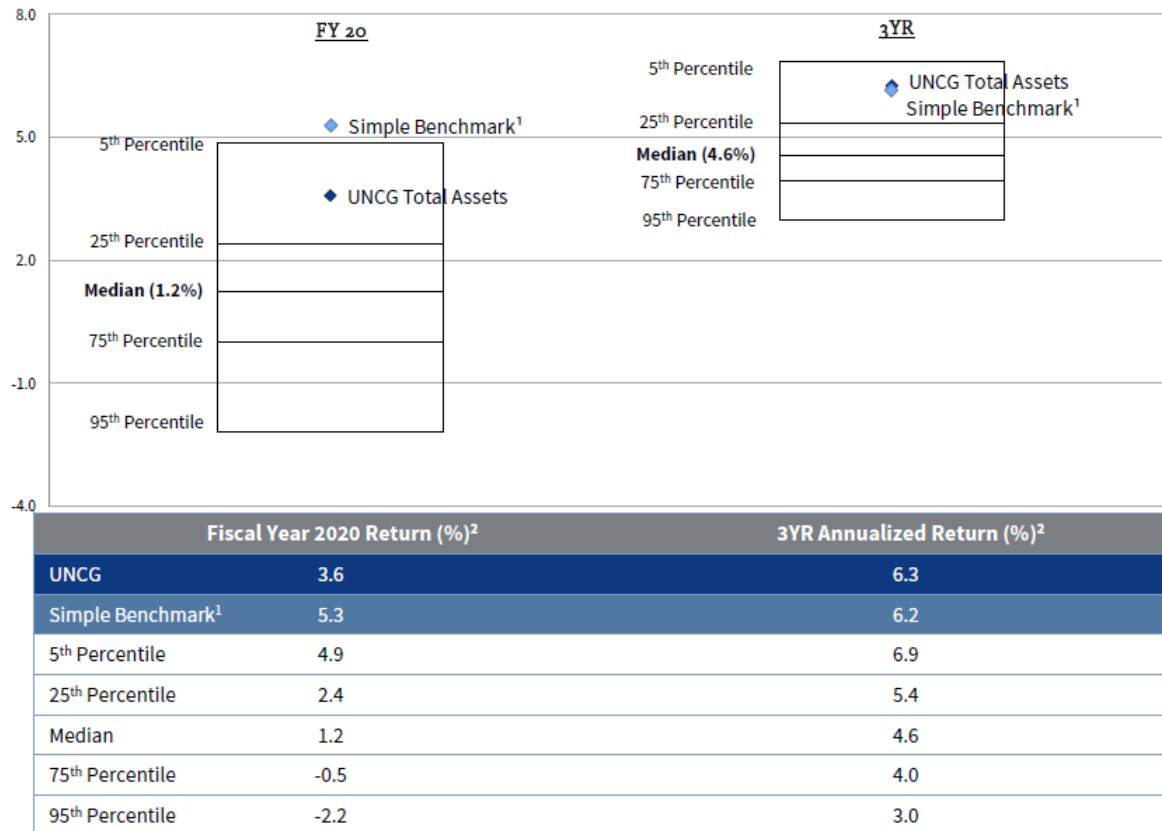 8.0
FY 20
3YR
5th Percentile
UNCG Total Assets
Simple Benchmark¹
25th Percentile
5.0
Simple Benchmark¹
5th Percentile
Median (4.6%)
75th Percentile
UNCG Total Assets
95th Percentile
25th Percentile
2.0
Median (1.2%)
75th Percentile
-1.0
95th Percentile
-4.0
Fiscal Year 2020 Return (%)² 3YR Annualized Return (%)²
UNCG 3.6 6.3
Simple Benchmark¹ 5.3 6.2
5th Percentile 4.9 6.9
25th Percentile 2.4 5.4
Median 1.2 4.6
75th Percentile -0.5 4.0
95th Percentile -2.2 3.0